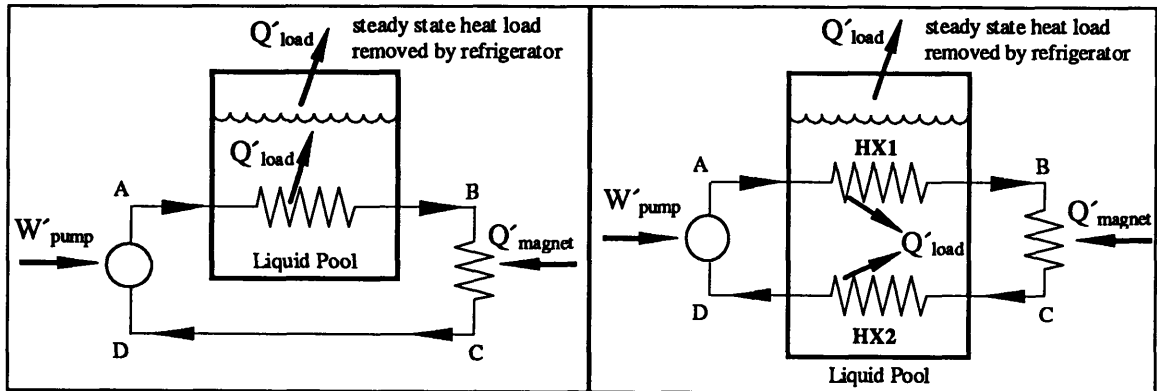 Q′load
steady state heat load
removed by refrigerator
Q′load
A
B
W′pump
Q′magnet
Liquid Pool
D
C
Q′load
steady state heat load
removed by refrigerator
HX1
A
B
W′pump
Q′load
Q′magnet
D
C
HX2
Liquid Pool